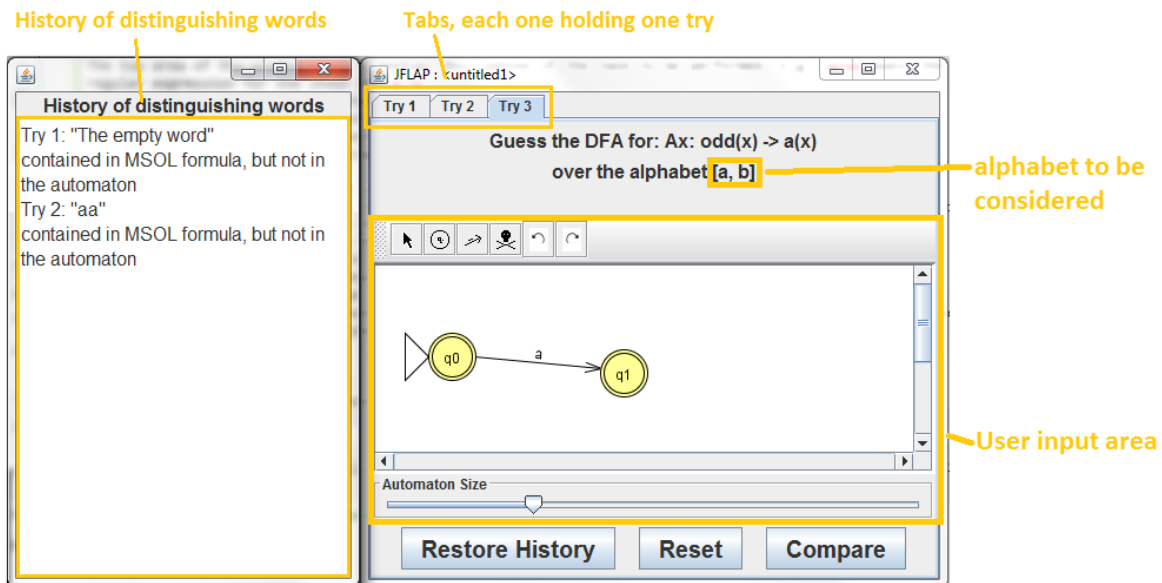 History of distinguishing words
Tabs, each one holding one try
History of distinguishing words
Try 1: "The empty word"
contained in MSOL formula, but not in
the automaton
Try 2: "aa"
contained in MSOL formula, but not in
the automaton
JFLAP : <untitled1>
Try 1 Try 2 Try 3
Guess the DFA for: Ax: odd(x) -> a(x)
over the alphabet [a, b]
alphabet to be
considered
q0
a
q1
User input area
Automaton Size
Restore History Reset Compare